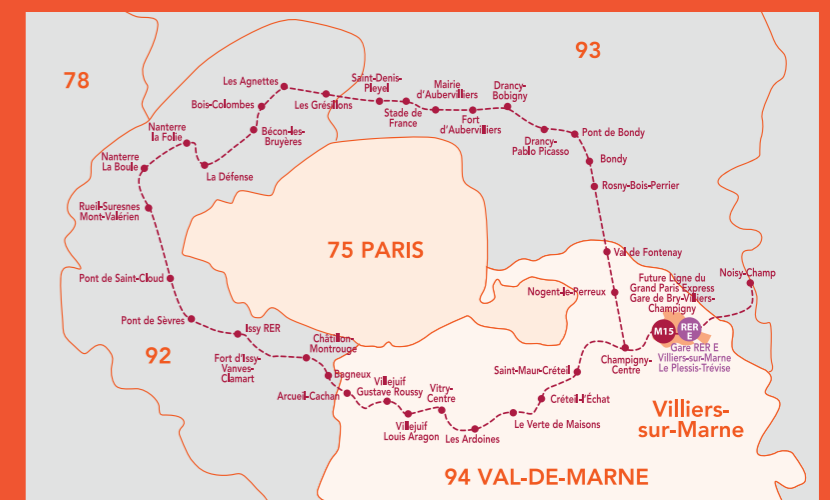 93
78
Les Agnettes
Saint-Denis-
Pleyel
Mairie
d'Aubervilliers
Drancy-
Bobigny
Bois-Colombes
Les Grésillons
Stade de
France
Fort
d'Aubervilliers
Nanterre
la Folie
Bécon-les-
Bruyères
Drancy-
Pablo Picasso
Pont de Bondy
Nanterre
La Boule
La Défense
Bondy
Rosny-Bois-Perrier
Rueil-Suresnes
Mont-Valérien
75 PARIS
Val de Fontenay
Pont de Saint-Cloud
Nogent-le-Perreux
Future Ligne du
Grand Paris Express
Gare de Bry-Villiers-
Champigny
Noisy-Champ
Pont de Sèvres
Issy RER
M15
RER
E
92
Fort d'Issy-
Vanves-
Clamart
Châtillon-
Montrouge
Champigny-
Centre
Gare RER E
Villiers-sur-Marne
Le Plessis-Trévise
Bagneux
Saint-Maur-Créteil
Arcueil-Cachan
Villejuif
Gustave Roussy
Vitry-
Centre
Créteil-l'Échat
Villejuif
Louis Aragon
Les Ardoines
Le Verte de Maisons
Villiers-
sur-Marne
94 VAL-DE-MARNE